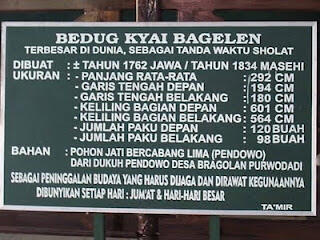 BEDUG KYAI BAGELEN
TERBESAR DI DUNIA, SEBAGAI TANDA WAKTU SHOLAT
DIBUAT : ± TAHUN 1762 JAWA / TAHUN 1834 MASEHI
UKURAN : - PANJANG RATA-RATA : 292 CM
- GARIS TENGAH DEPAN : 194 CM
- GARIS TENGAH BELAKANG : 180 CM
- KELILING BAGIAN DEPAN : 601 CM
- KELILING BAGIAN BELAKANG : 564 CM
- JUMLAH PAKU DEPAN : 120 BUAH
- JUMLAH PAKU BELAKANG : 98 BUAH
BAHAN : POHON JATI BERCABANG LIMA (PENDOWO)
DARI DUKUH PENDOWO DESA BRAGOLAN PURWODADI
SEBAGAI PENINGGALAN BUDAYA YANG HARUS DIJAGA DAN DIRAWAT KEGUNAANNYA
DIBUNYIKAN SETIAP HARI : JUM'AT & HARI-HARI BESAR
TA'MIR